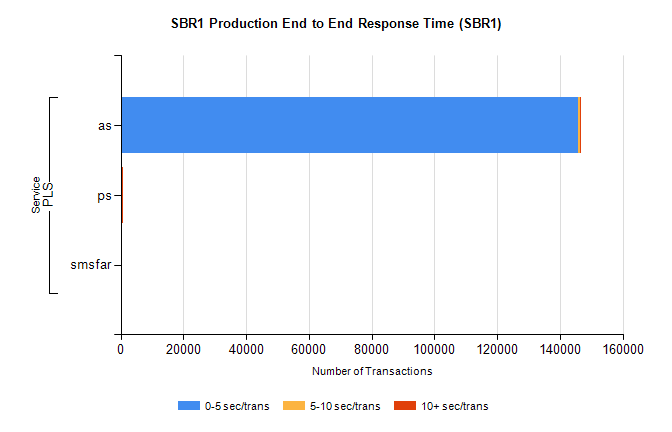 SBR1 Production End to End Response Time (SBR1)
as
ps
smsfar
Service
PLS
0 20000 40000 60000 80000 100000 120000 140000 160000
Number of Transactions
0-5 sec/trans 5-10 sec/trans 10+ sec/trans